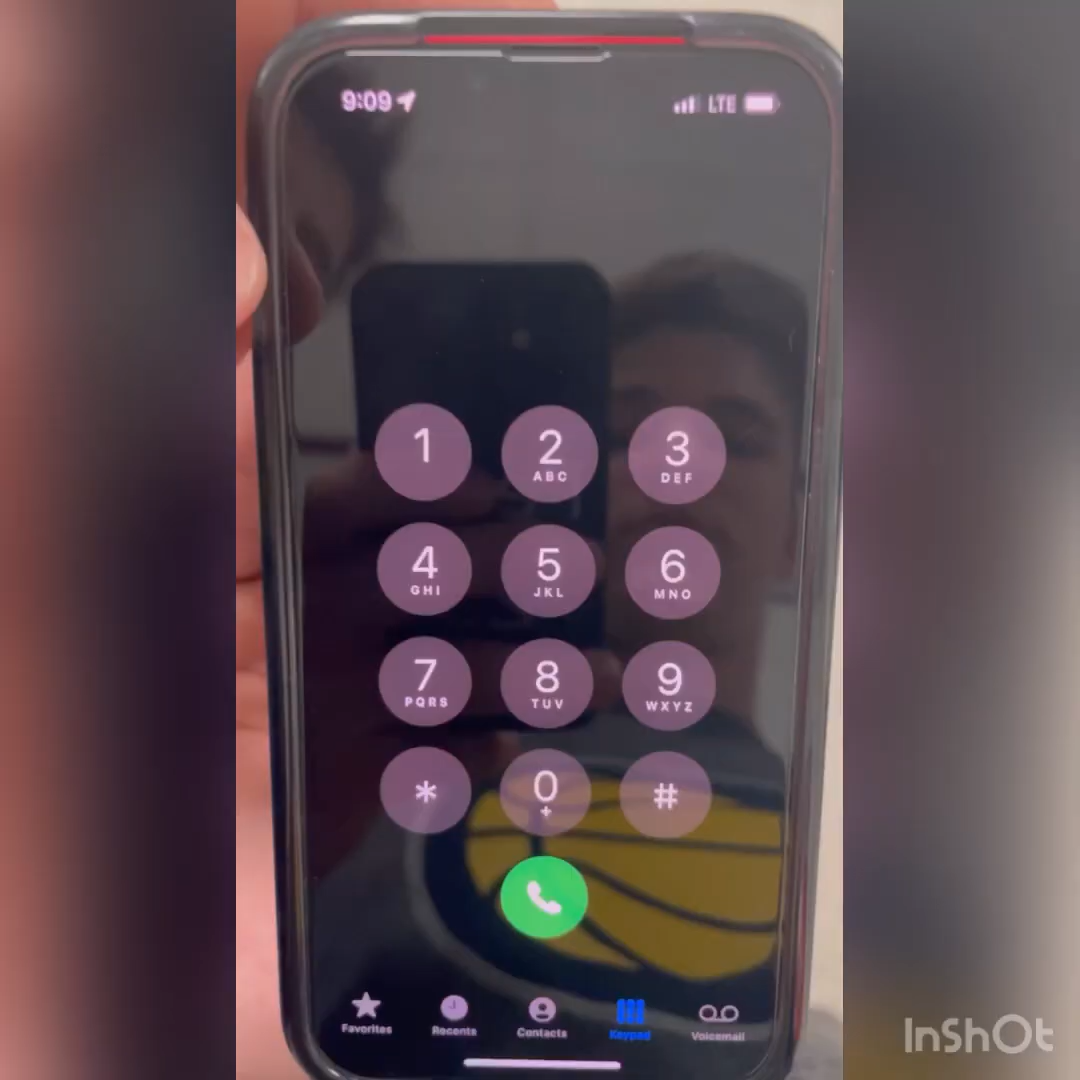 9:09 LTE
1 2 3
ABC DEF
4 5 6
GHI JKL MNO
7 8 9
PQRS TUV WXYZ
* 0 #
+
Favorites Recents Contacts Keypad Voicemail
InShOt